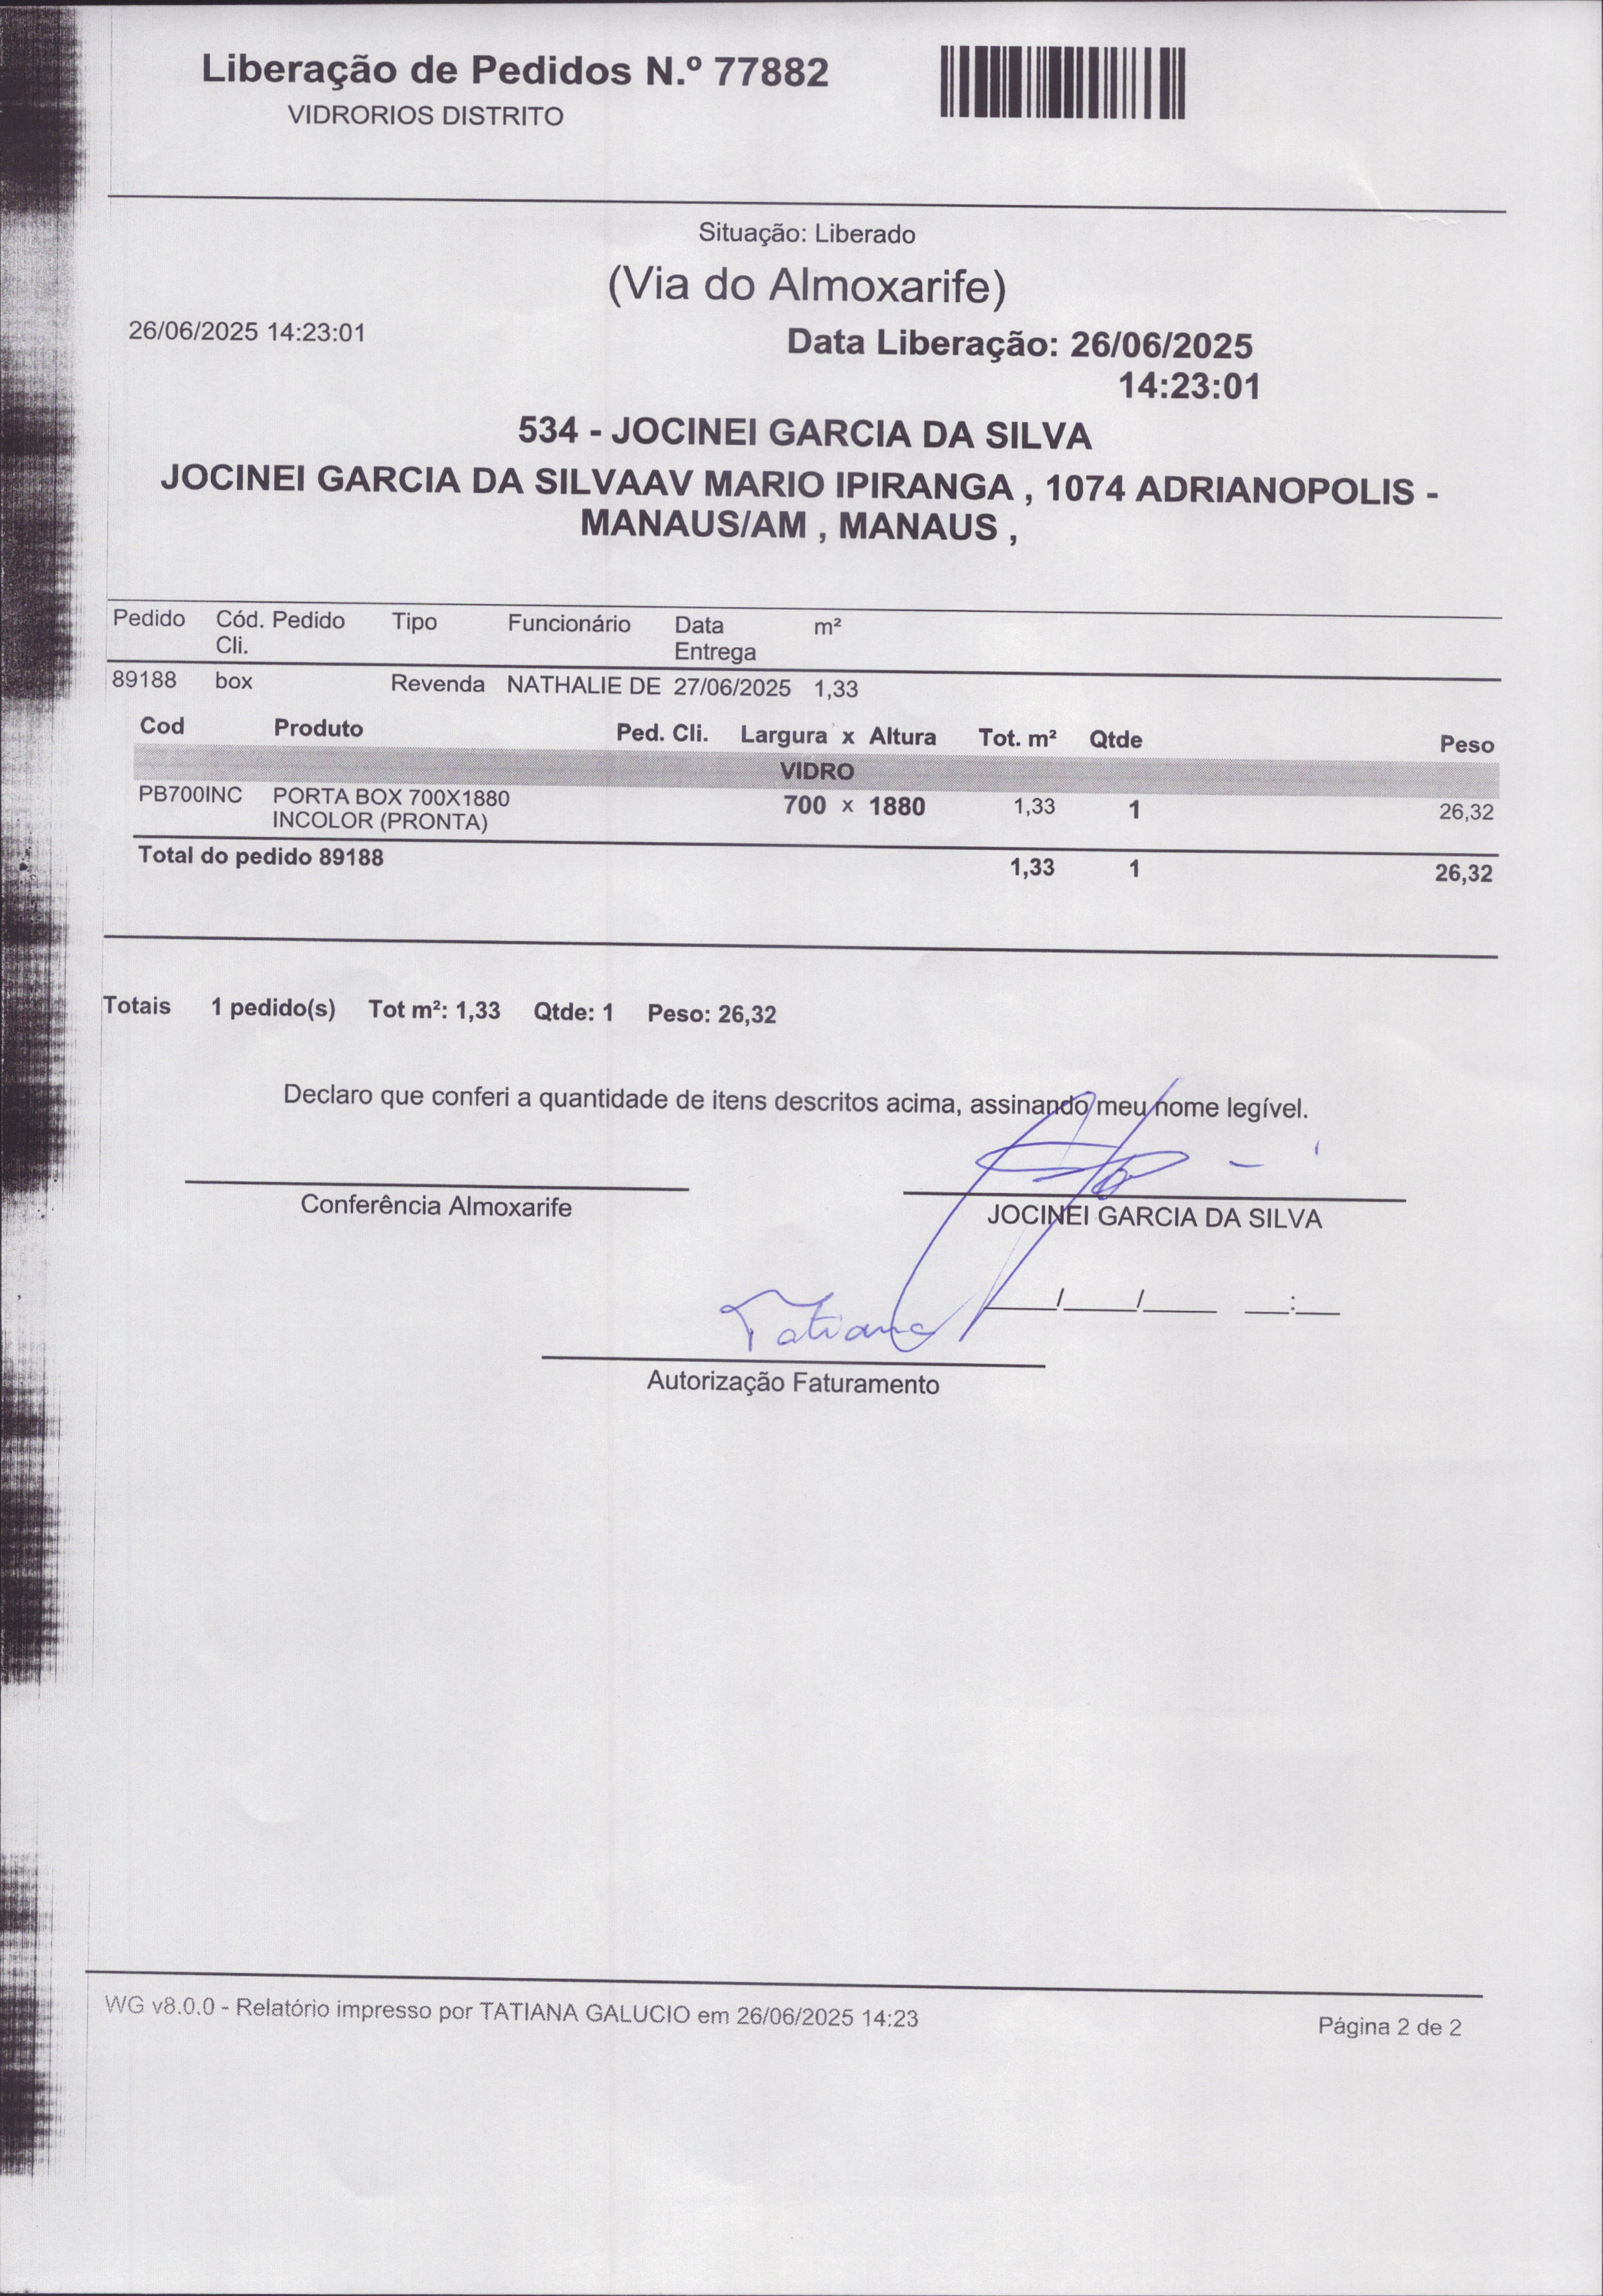 Liberação de Pedidos N.º 77882
VIDRORIOS DISTRITO
Situação: Liberado
(Via do Almoxarife)
26/06/2025 14:23:01
Data Liberação: 26/06/2025
14:23:01
534 - JOCINEI GARCIA DA SILVA
JOCINEI GARCIA DA SILVAAV MARIO IPIRANGA , 1074 ADRIANOPOLIS -
MANAUS/AM , MANAUS ,
Pedido Cód. Pedido Tipo Funcionário Data m²
Cli. Entrega
89188 box Revenda NATHALIE DE 27/06/2025 1,33
Cod Produto Ped. Cli. Largura x Altura Tot. m² Qtde Peso
VIDRO
PB700INC PORTA BOX 700X1880 700 x 1880 1,33 1 26,32
INCOLOR (PRONTA)
Total do pedido 89188 1,33 1 26,32
Totais 1 pedido(s) Tot m²: 1,33 Qtde: 1 Peso: 26,32
Declaro que conferi a quantidade de itens descritos acima, assinando meu nome legível.
Conferência Almoxarife
JOCINEI GARCIA DA SILVA
____/____/____ __:__
Tatiana
Autorização Faturamento
WG v8.0.0 - Relatório impresso por TATIANA GALUCIO em 26/06/2025 14:23
Página 2 de 2